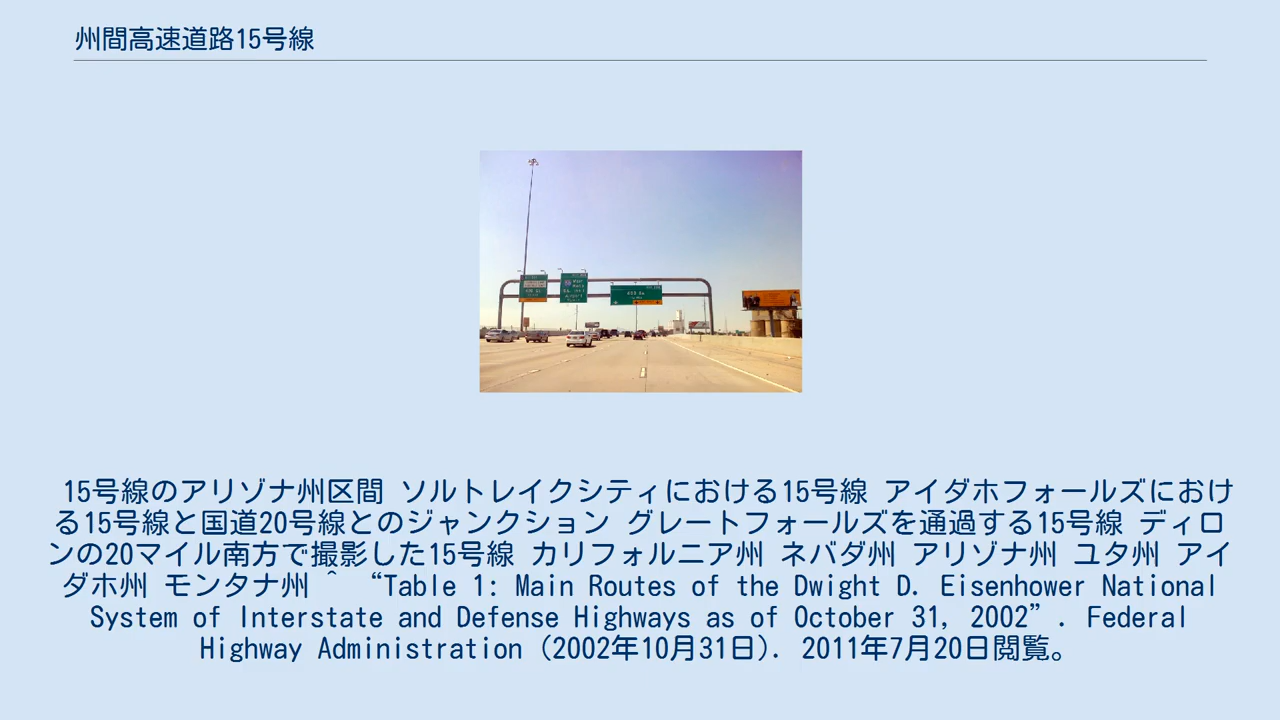 州間高速道路15号線
15号線のアリゾナ州区間 ソルトレイクシティにおける15号線 アイダホフォールズにおけ
る15号線と国道20号線とのジャンクション グレートフォールズを通過する15号線 ディロ
ンの20マイル南方で撮影した15号線 カリフォルニア州 ネバダ州 アリゾナ州 ユタ州 アイ
ダホ州 モンタナ州 ^ “Table 1: Main Routes of the Dwight D. Eisenhower National
System of Interstate and Defense Highways as of October 31, 2002”. Federal
Highway Administration (2002年10月31日). 2011年7月20日閲覧。